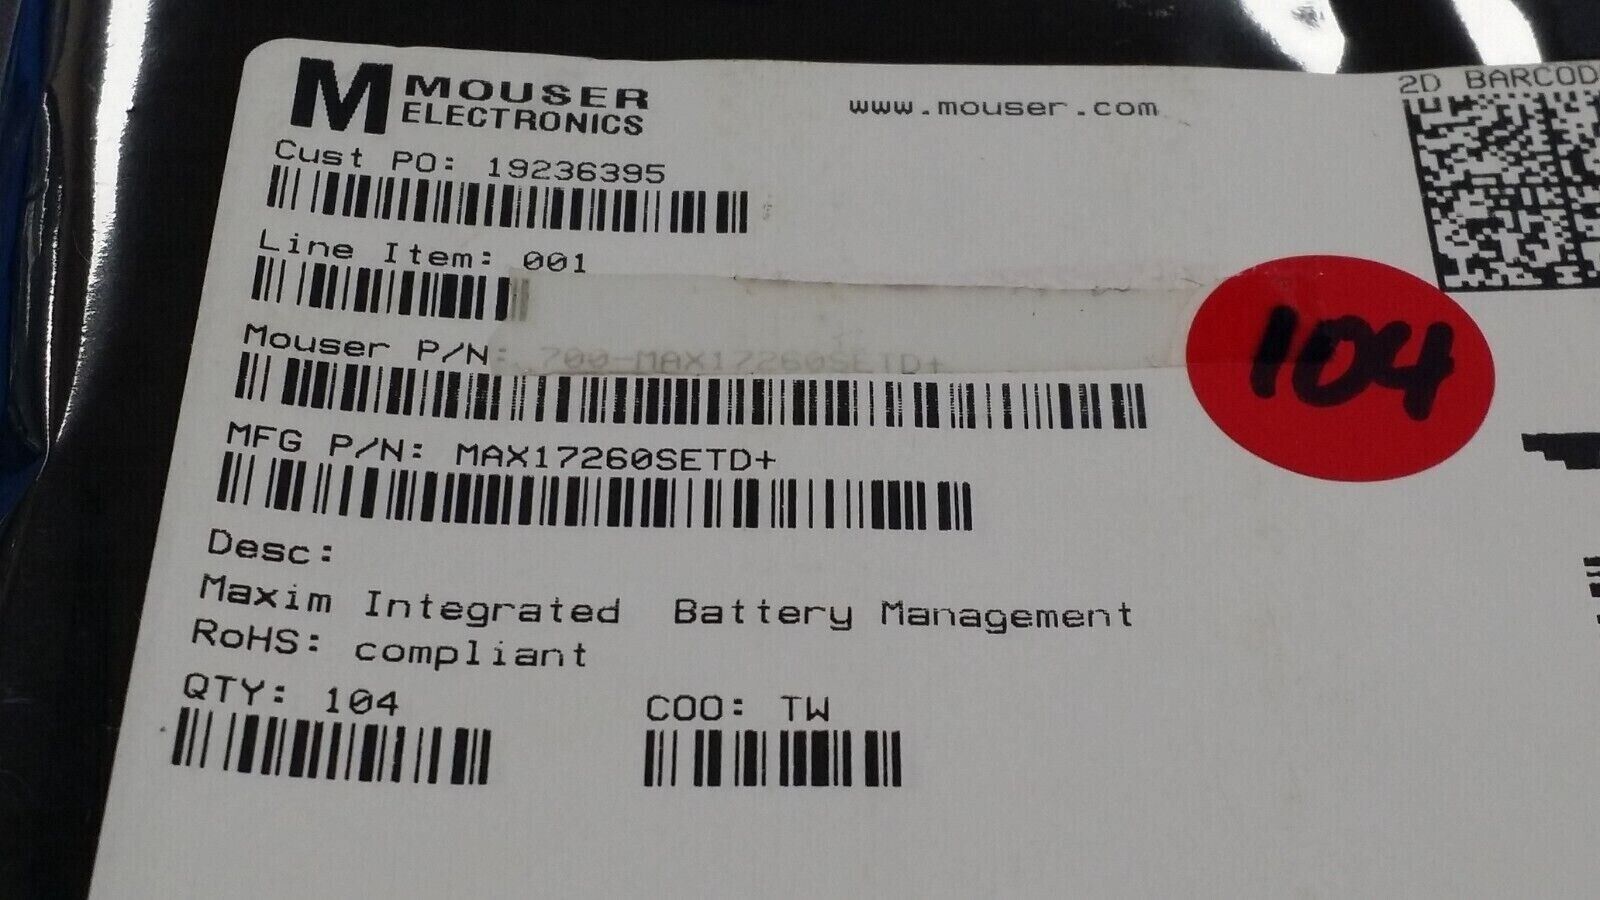 M MOUSER
ELECTRONICS
www.mouser.com
2D BARCOD
Cust PO: 19236395
Line Item: 001
Mouser P/N: 700-MAX17260SETD+
104
MFG P/N: MAX17260SETD+
Desc:
Maxim Integrated Battery Management
RoHS: compliant
QTY: 104
COO: TW